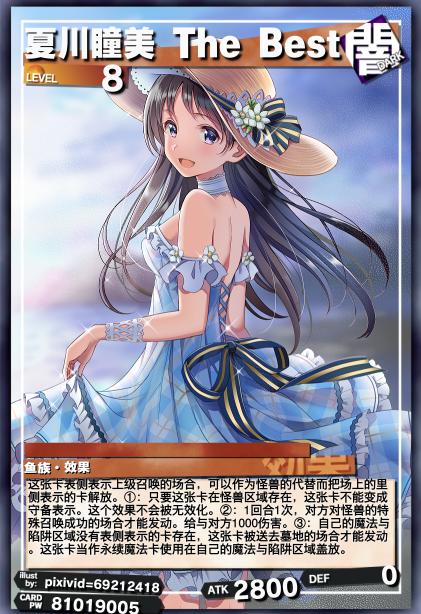 夏川瞳美 The Best
闇
DARK
LEVEL 8
効果
鱼族·效果
这张卡表侧表示上级召唤的场合，可以作为怪兽的代替而把场上的里
侧表示的卡解放。①：只要这张卡在怪兽区域存在，这张卡不能变成
守备表示。这个效果不会被无效化。②：1回合1次，对方对怪兽的特
殊召唤成功的场合才能发动。给与对方1000伤害。③：自己的魔法与
陷阱区域没有表侧表示的卡存在，这张卡被送去墓地的场合才能发动
。这张卡当作永续魔法卡使用在自己的魔法与陷阱区域盖放。
illust by: pixivid=69212418
ATK 2800
DEF 0
CARD PW 81019005